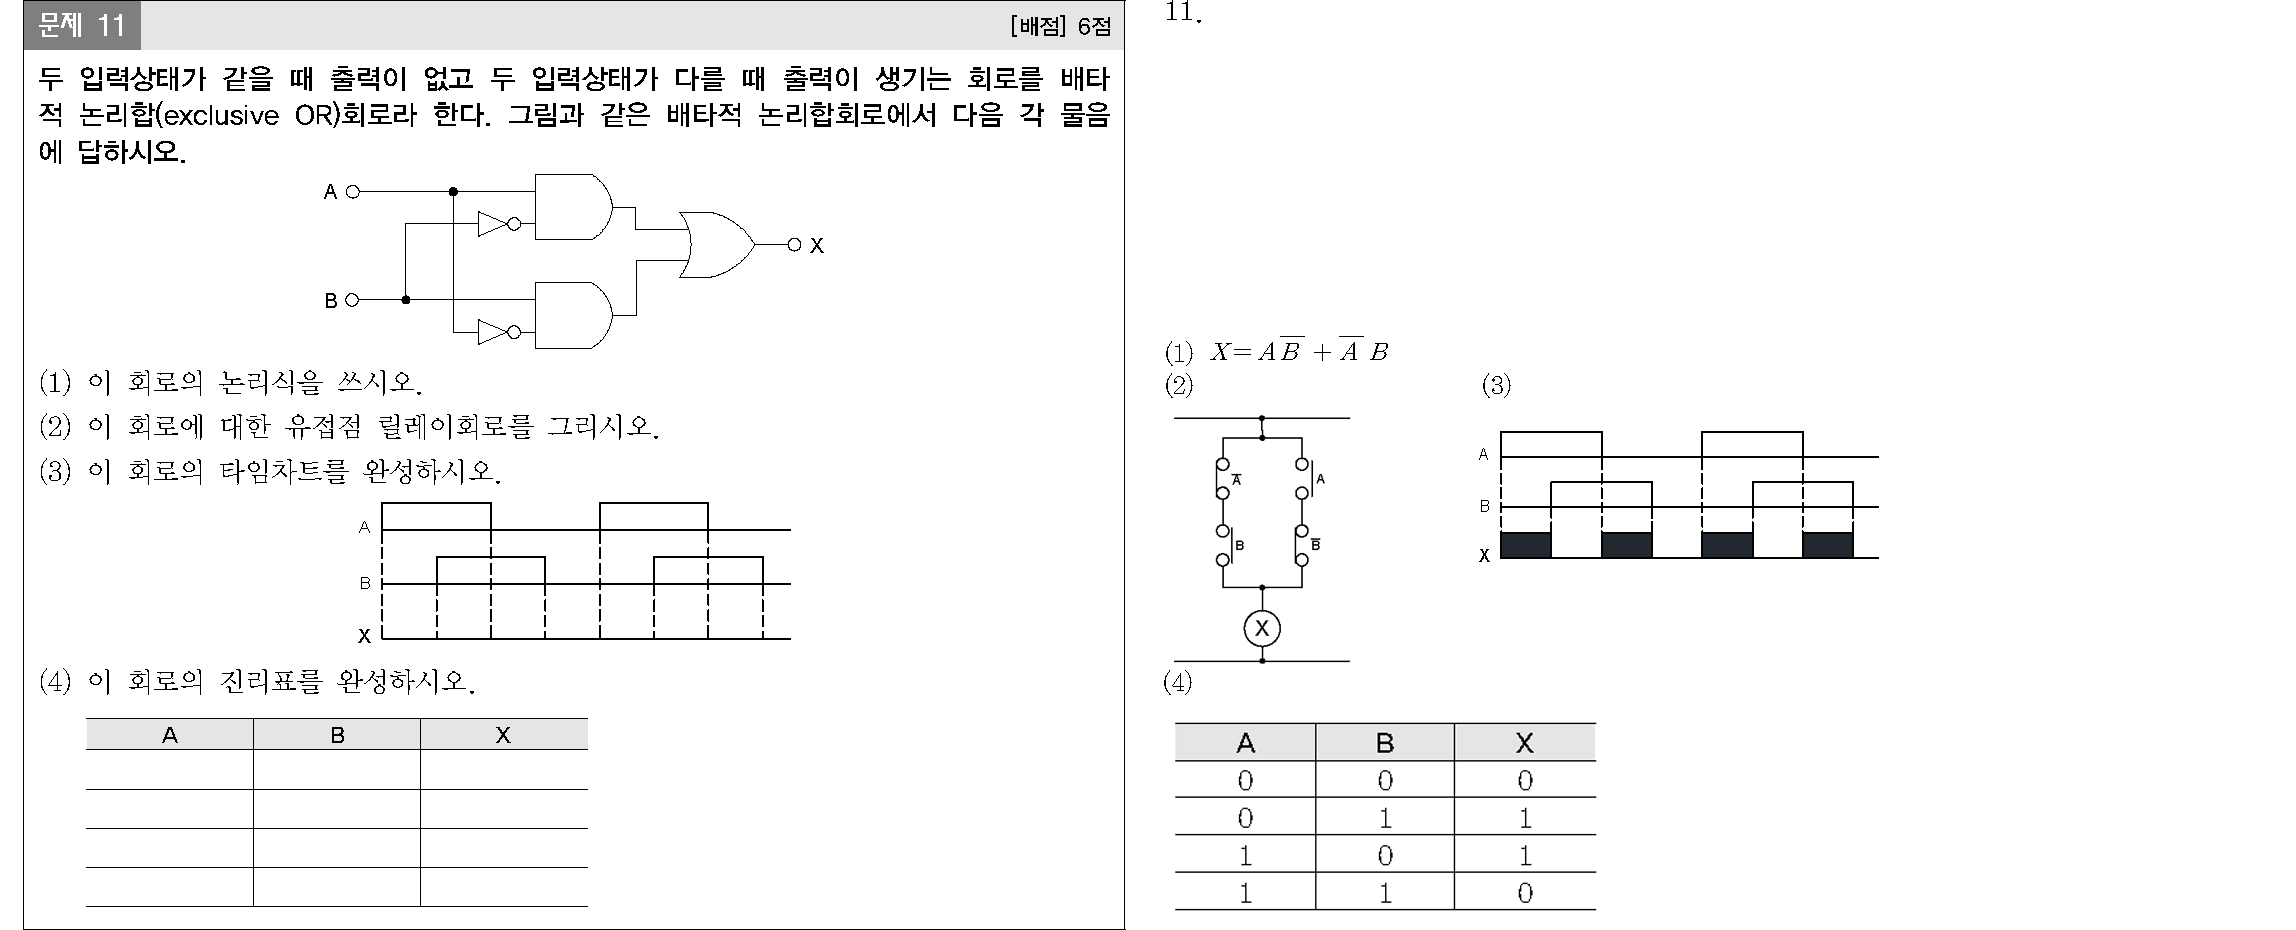 문제 11
[배점] 6점
두 입력상태가 같을 때 출력이 없고 두 입력상태가 다를 때 출력이 생기는 회로를 배타
적 논리합(exclusive OR)회로라 한다. 그림과 같은 배타적 논리합회로에서 다음 각 물음
에 답하시오.
A
X
B
(1) 이 회로의 논리식을 쓰시오.
(2) 이 회로에 대한 유접점 릴레이회로를 그리시오.
(3) 이 회로의 타임차트를 완성하시오.
A
B
X
(4) 이 회로의 진리표를 완성하시오.
A B X
11.
(1) X=A B̅ + A̅ B
(2)
A̅ A
B B̅
X
(3)
A
B
X
(4)
A B X
0 0 0
0 1 1
1 0 1
1 1 0